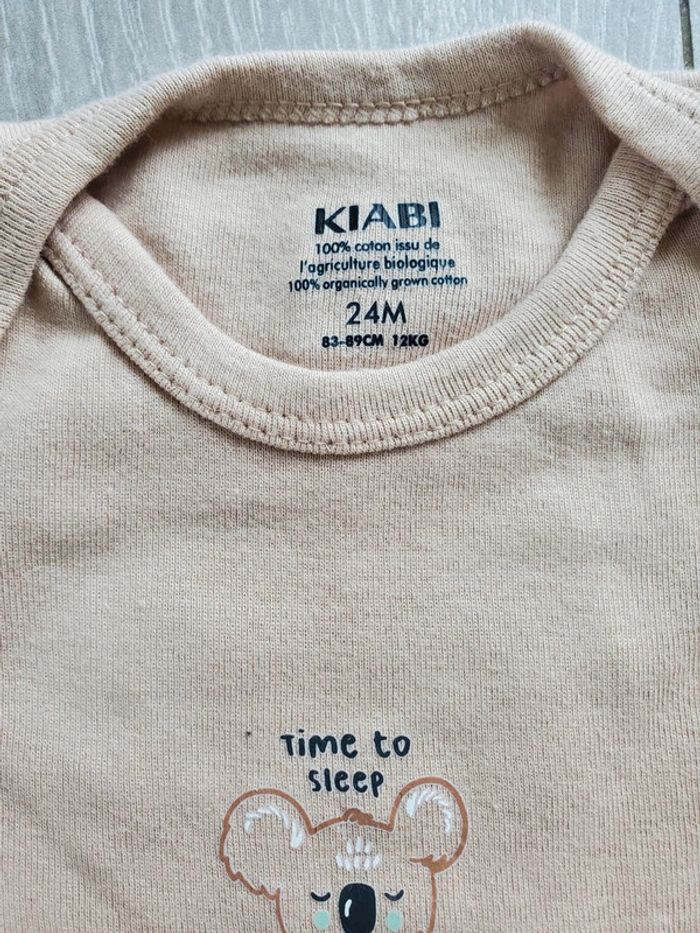 KIABI
100% coton issu de
l'agriculture biologique
100% organically grown cotton
24M
83-89CM 12KG
Time to
sleep